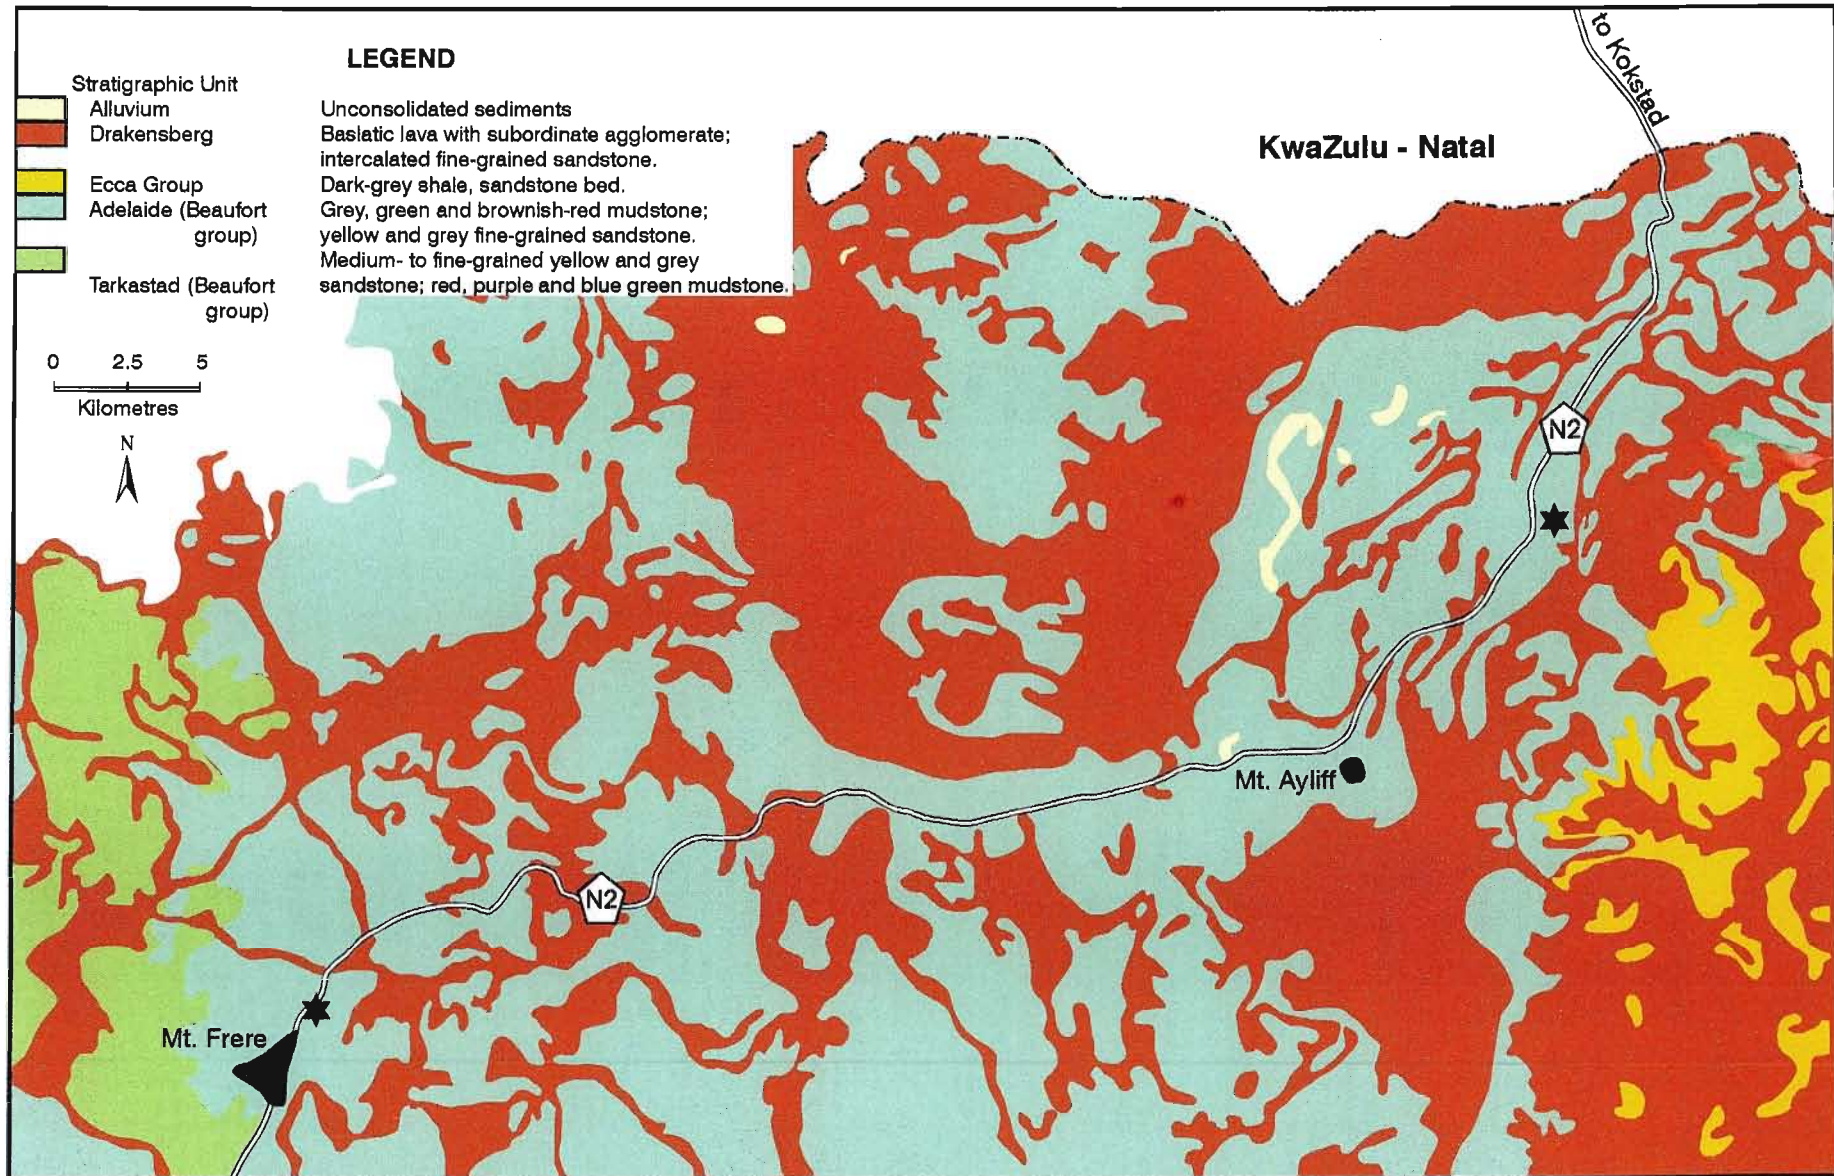 LEGEND
Stratigraphic Unit
Alluvium Unconsolidated sediments
Drakensberg Baslatic lava with subordinate agglomerate;
intercalated fine-grained sandstone.
Ecca Group Dark-grey shale, sandstone bed.
Adelaide (Beaufort Grey, green and brownish-red mudstone;
group) yellow and grey fine-grained sandstone.
Medium- to fine-grained yellow and grey
Tarkastad (Beaufort sandstone; red, purple and blue green mudstone.
group)
0 2.5 5
Kilometres
N
to Kokstad
KwaZulu - Natal
N2
Mt. Ayliff
N2
Mt. Frere